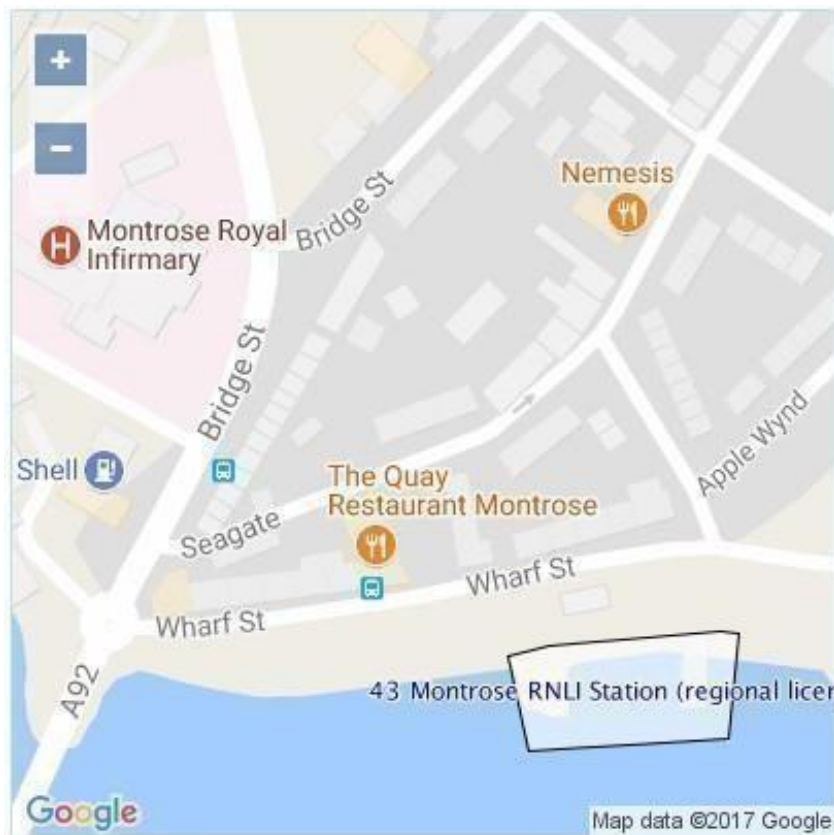 +
−
Nemesis
Bridge St
H
Montrose Royal
Infirmary
Bridge St
Apple Wynd
Shell
The Quay
Restaurant Montrose
Seagate
Wharf St
Wharf St
A92
43 Montrose RNLI Station (regional licen
Google
Map data ©2017 Google